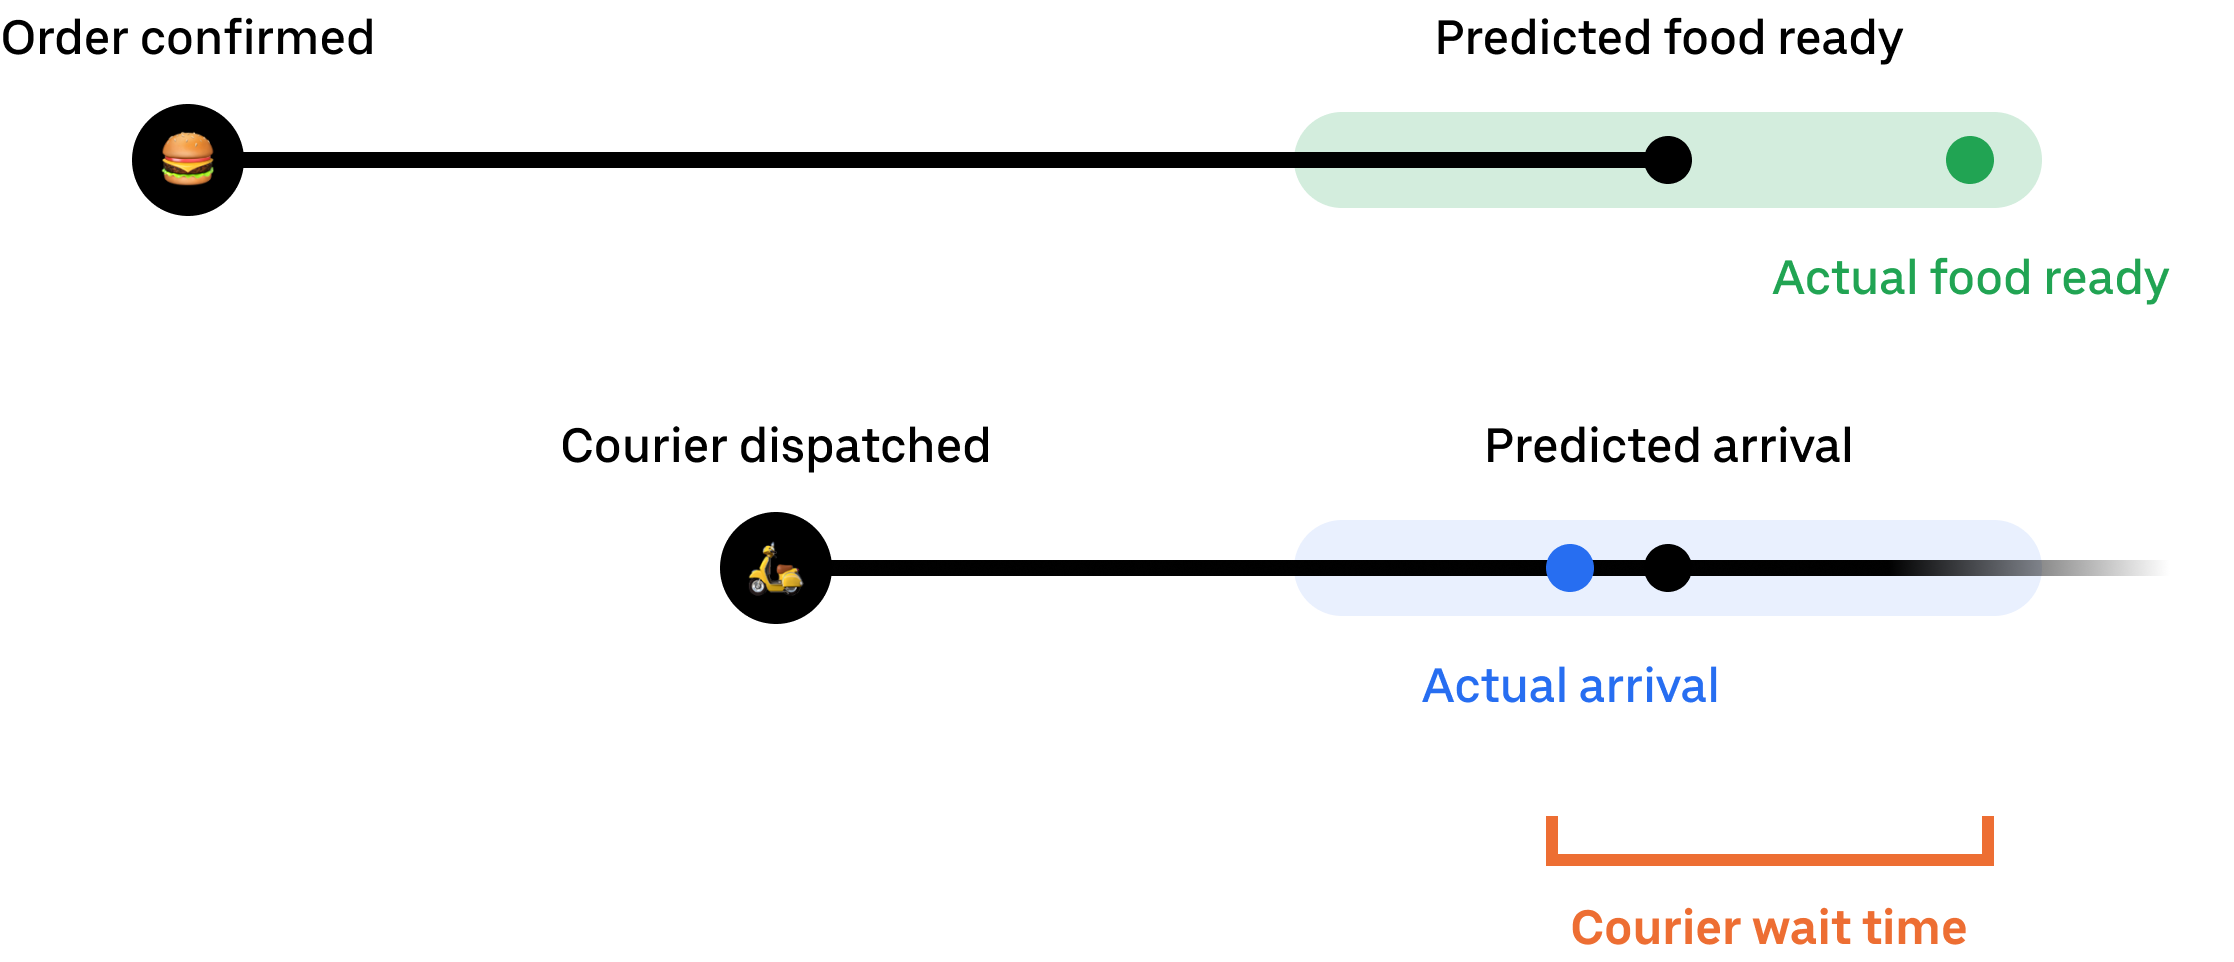 Order confirmed
Predicted food ready
Actual food ready
Courier dispatched
Predicted arrival
Actual arrival
Courier wait time